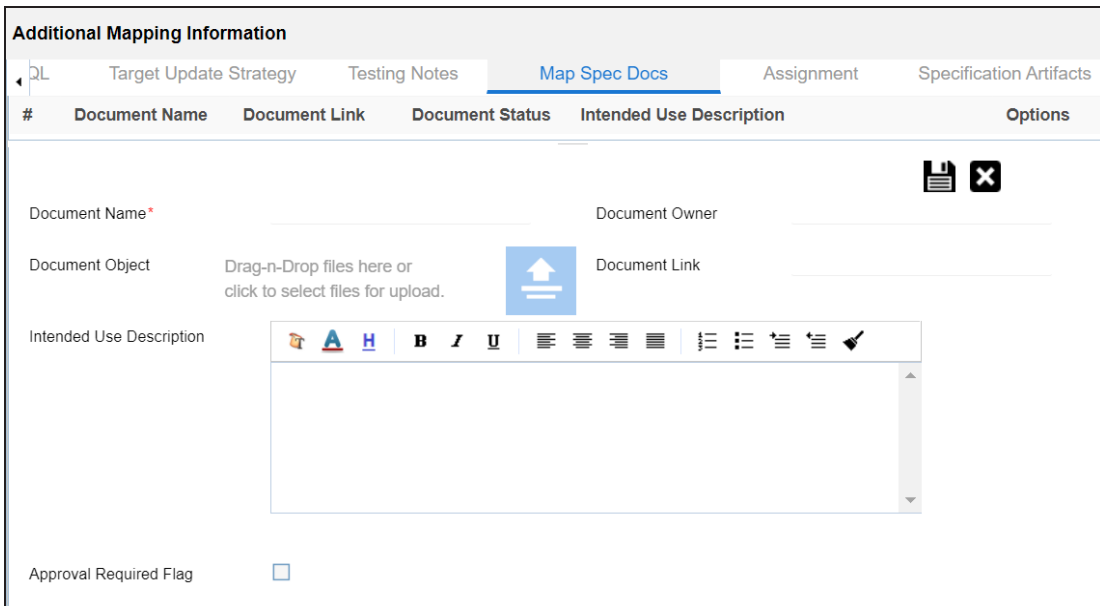 Additional Mapping Information
QL Target Update Strategy Testing Notes Map Spec Docs Assignment Specification Artifacts
# Document Name Document Link Document Status Intended Use Description Options
Document Name* Document Owner
Document Object Drag-n-Drop files here or
click to select files for upload. Document Link
Intended Use Description
A H B I U
Approval Required Flag